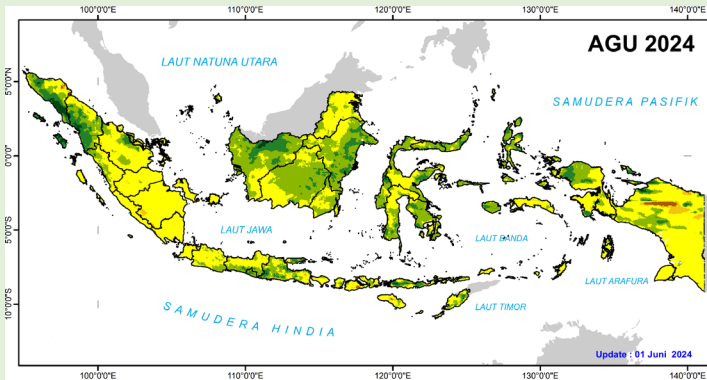 100°0'0"E 110°0'0"E 120°0'0"E 130°0'0"E 140°0'0"E
AGU 2024
LAUT NATUNA UTARA
5°0'0"N
SAMUDERA PASIFIK
0°0'0"
LAUT JAWA
LAUT BANDA
5°0'0"S
LAUT ARAFURA
10°0'0"S
SAMUDERA HINDIA
LAUT TIMOR
Update : 01 Juni 2024
100°0'0"E 110°0'0"E 120°0'0"E 130°0'0"E 140°0'0"E